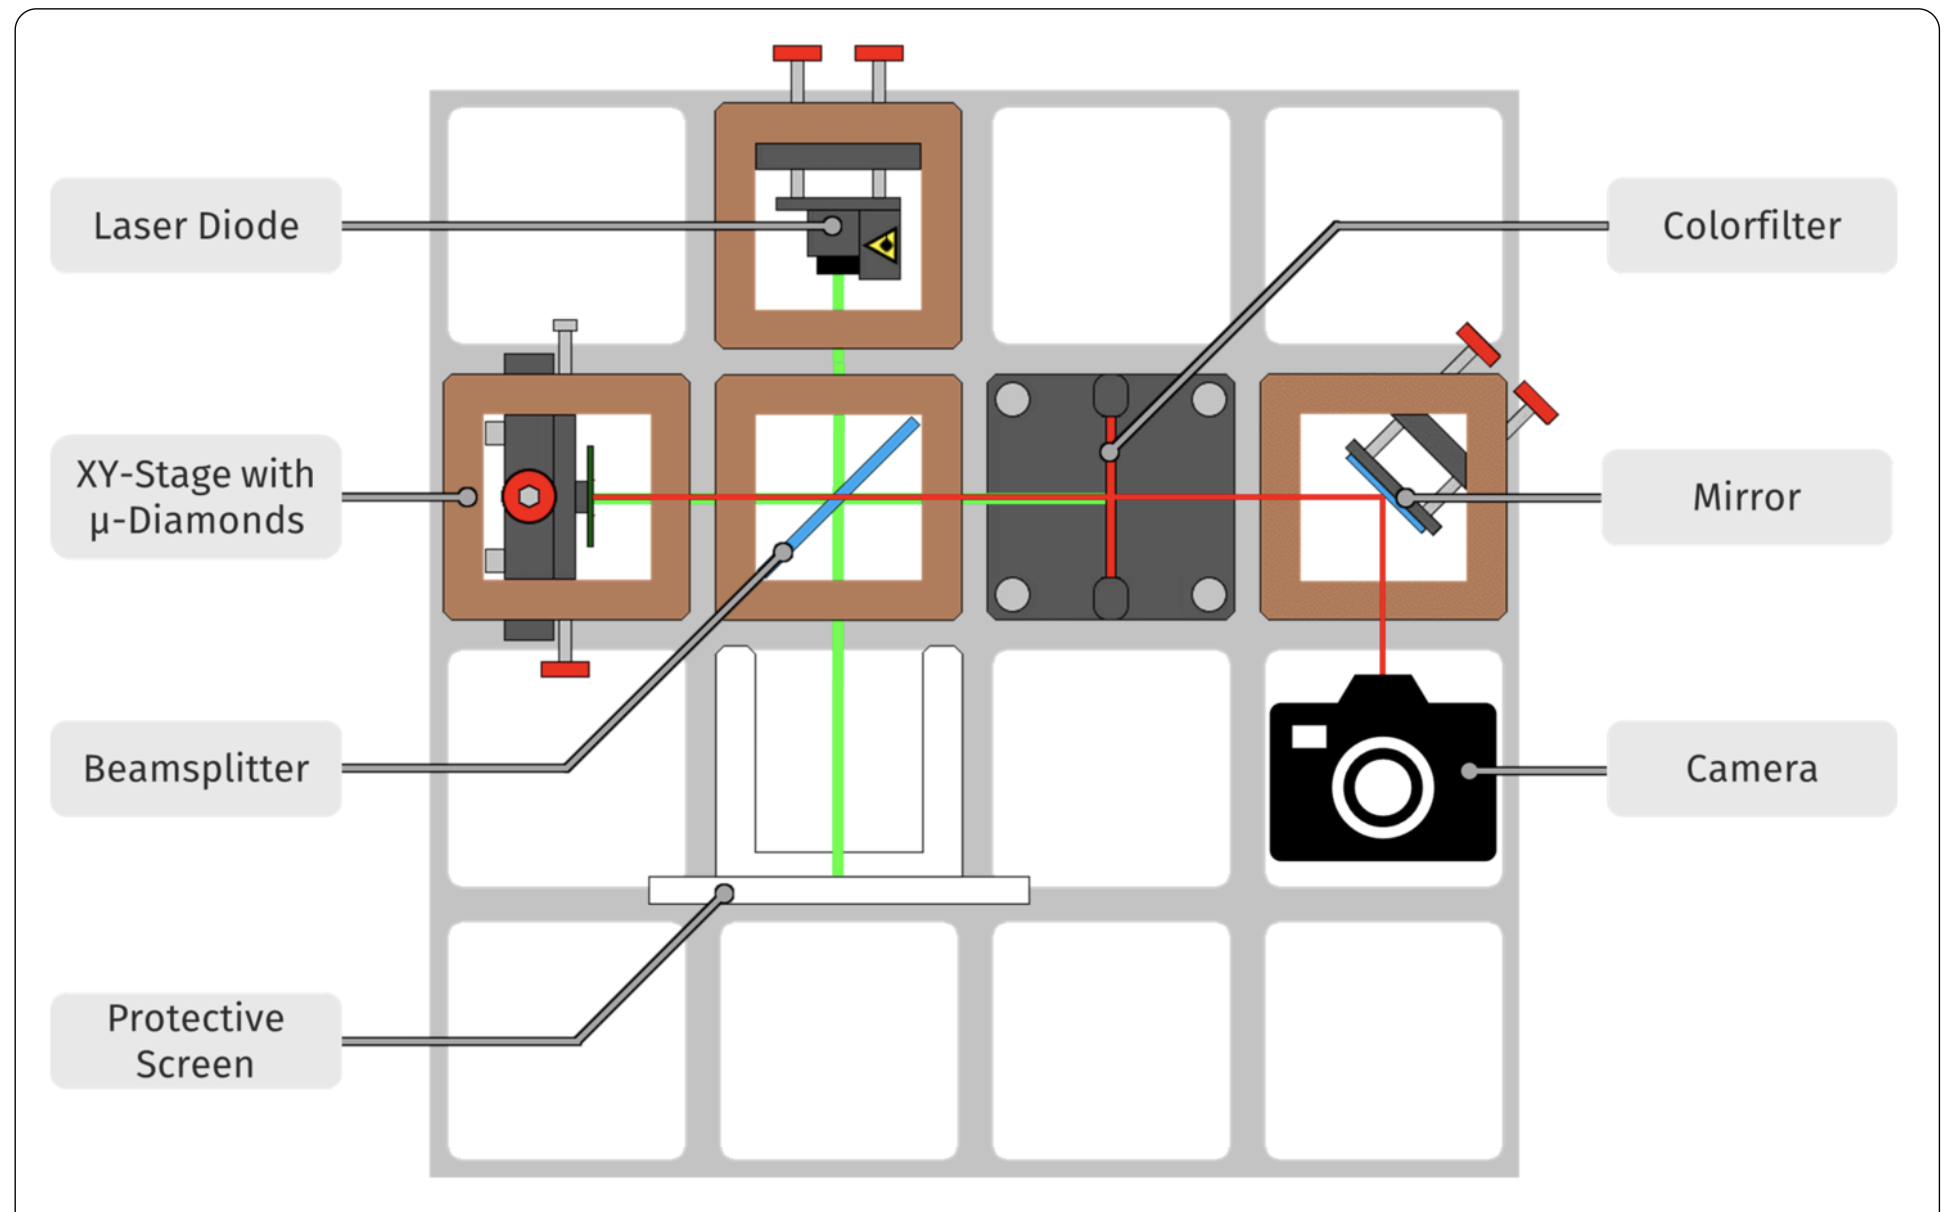 Laser Diode
Colorfilter
XY-Stage with
μ-Diamonds
Mirror
Beamsplitter
Camera
Protective
Screen